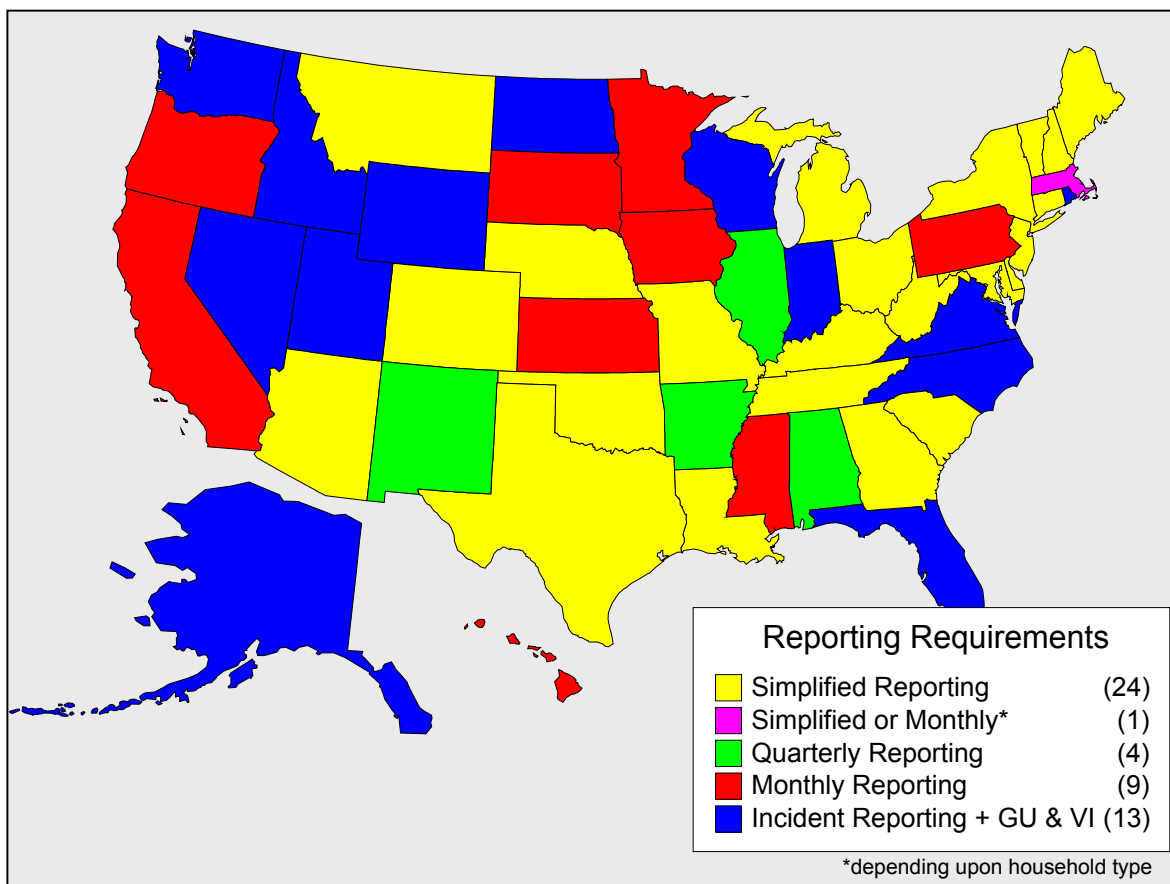 Reporting Requirements
Simplified Reporting (24)
Simplified or Monthly* (1)
Quarterly Reporting (4)
Monthly Reporting (9)
Incident Reporting + GU & VI (13)
*depending upon household type